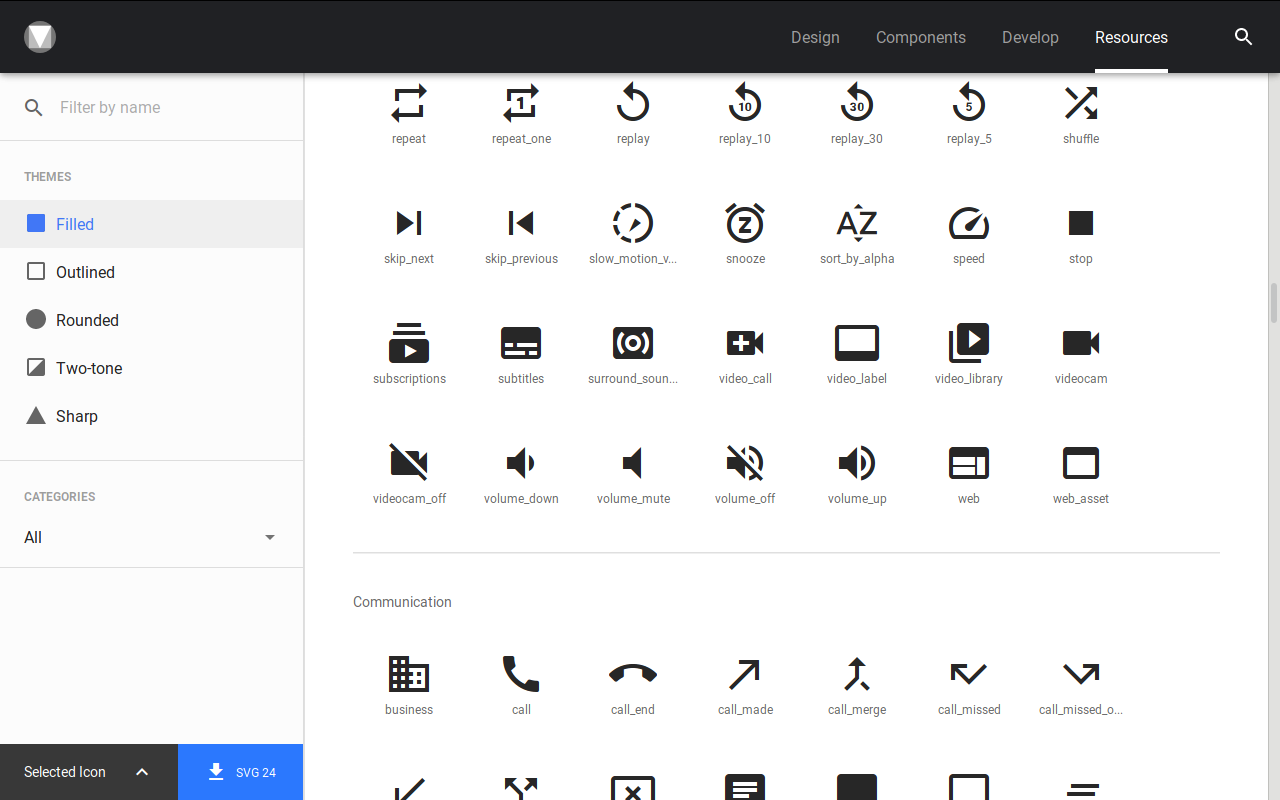 Design Components Develop Resources
Filter by name
THEMES
Filled
Outlined
Rounded
Two-tone
Sharp
CATEGORIES
All
Selected Icon
SVG 24
1 10 30 5
repeat repeat_one replay replay_10 replay_30 replay_5 shuffle
Z AZ
skip_next skip_previous slow_motion_v... snooze sort_by_alpha speed stop
subscriptions subtitles surround_soun... video_call video_label video_library videocam
videocam_off volume_down volume_mute volume_off volume_up web web_asset
Communication
business call call_end call_made call_merge call_missed call_missed_o...